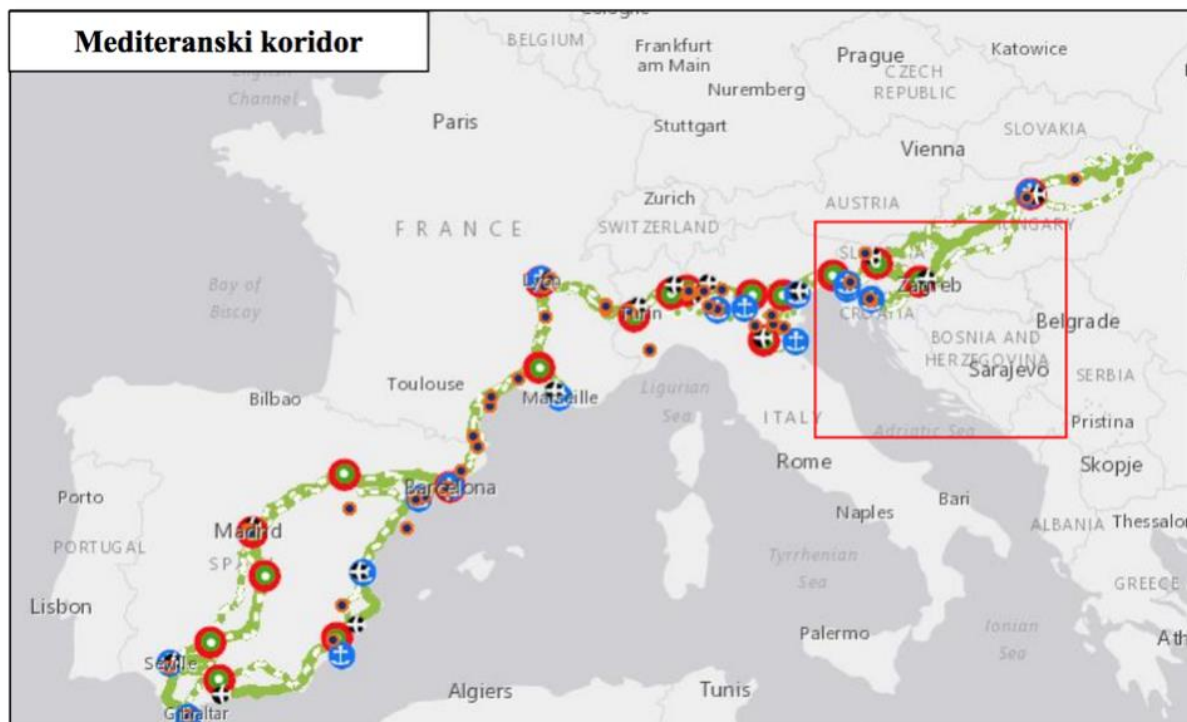 Mediteranski koridor
BELGIUM
Frankfurt
am Main
Prague
Katowice
CZECH
REPUBLIC
English
Channel
Nuremberg
Paris
Stuttgart
SLOVAKIA
Vienna
Zurich
AUSTRIA
FRANCE
SWITZERLAND
HUNGARY
Bay of
Biscay
Zagreb
Turin
CROATIA
Belgrade
BOSNIA AND
HERZEGOVINA
Sarajevo
SERBIA
Toulouse
Marseille
Ligurian
Sea
Bilbao
ITALY
Adriatic Sea
Pristina
Rome
Skopje
Barcelona
Porto
Bari
Naples
ALBANIA
Madrid
PORTUGAL
Tyrrhenian
Sea
GREECE
Lisbon
Ionian
Sea
Palermo
Seville
Algiers
Tunis
Gibraltar